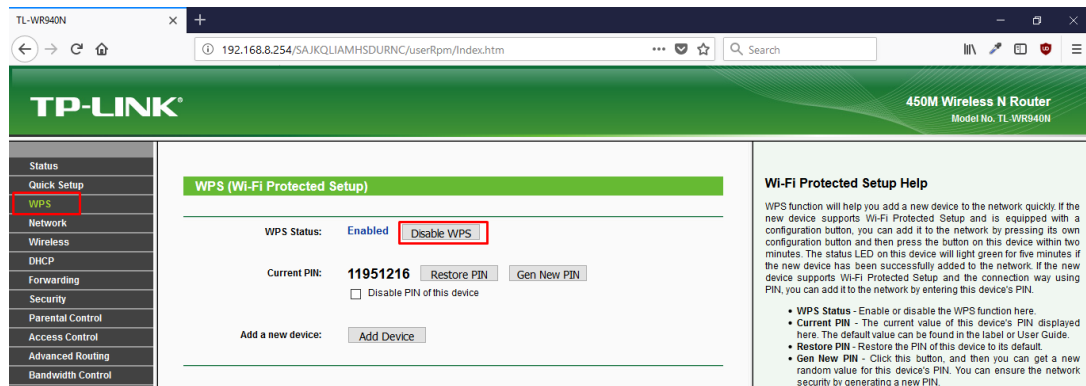 TL-WR940N
192.168.8.254/SAJKQLIAMHSDURNC/userRpm/Index.htm
Search
TP-LINK®
450M Wireless N Router
Model No. TL-WR940N
Status
Quick Setup
WPS
Network
Wireless
DHCP
Forwarding
Security
Parental Control
Access Control
Advanced Routing
Bandwidth Control
WPS (Wi-Fi Protected Setup)
WPS Status: Enabled Disable WPS
Current PIN: 11951216 Restore PIN Gen New PIN
Disable PIN of this device
Add a new device: Add Device
Wi-Fi Protected Setup Help
WPS function will help you add a new device to the network quickly. If the
new device supports Wi-Fi Protected Setup and is equipped with a
configuration button, you can add it to the network by pressing its own
configuration button and then press the button on this device within two
minutes. The status LED on this device will light green for five minutes if
the new device has been successfully added to the network. If the new
device supports Wi-Fi Protected Setup and the connection way using
PIN, you can add it to the network by entering this device's PIN.
• WPS Status - Enable or disable the WPS function here.
• Current PIN - The current value of this device's PIN displayed
here. The default value can be found in the label or User Guide.
• Restore PIN - Restore the PIN of this device to its default.
• Gen New PIN - Click this button, and then you can get a new
random value for this device's PIN. You can ensure the network
security by generating a new PIN.